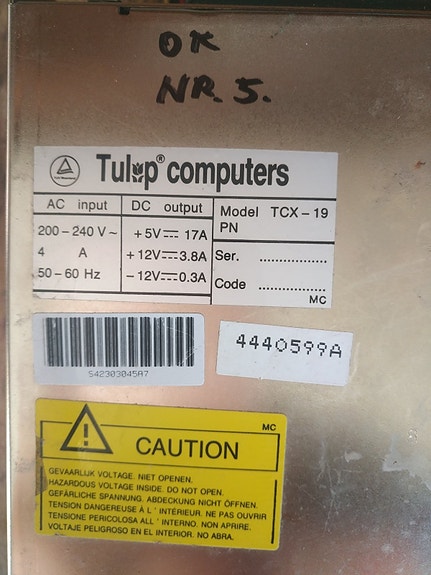 OK
NR. 5.
Tulip® computers
AC input
200-240 V~
4 A
50-60 Hz
DC output
+5V⎓ 17A
+12V⎓3.8A
-12V⎓0.3A
Model TCX-19
PN
Ser. ................
Code ................
MC
S42303045A7
4440599A
MC
CAUTION
GEVAARLIJK VOLTAGE. NIET OPENEN.
HAZARDOUS VOLTAGE INSIDE. DO NOT OPEN.
GEFÄRLICHE SPANNUNG. ABDECKUNG NICHT ÖFFNEN.
TENSION DANGEREUSE À L' INTÉRIEUR. NE PAS OUVRIR
TENSIONE PERICOLOSA ALL' INTERNO. NON APRIRE.
VOLTAJE PELIGROSO EN EL INTERIOR. NO ABRA.